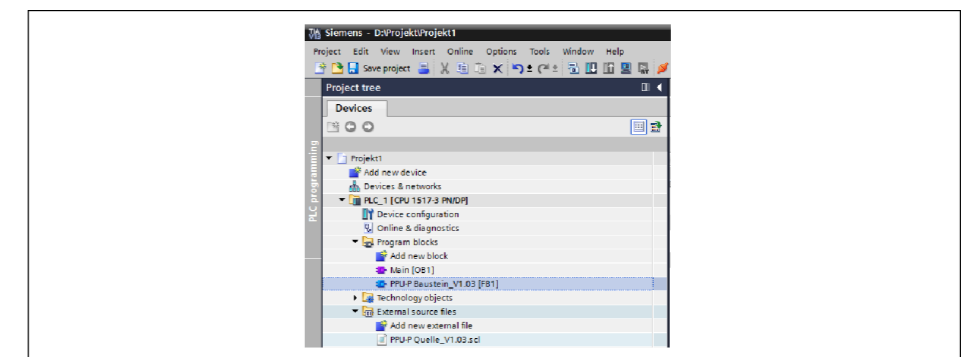 Siemens - D:\Projekt\Projekt1
Project Edit View Insert Online Options Tools Window Help
Save project
Project tree
Devices
PLC programming
Projekt1
Add new device
Devices & networks
PLC_1 [CPU 1517-3 PN/DP]
Device configuration
Online & diagnostics
Program blocks
Add new block
Main [OB1]
PPU-P Baustein_V1.03 [FB1]
Technology objects
External source files
Add new external file
PPU-P Quelle_V1.03.scl